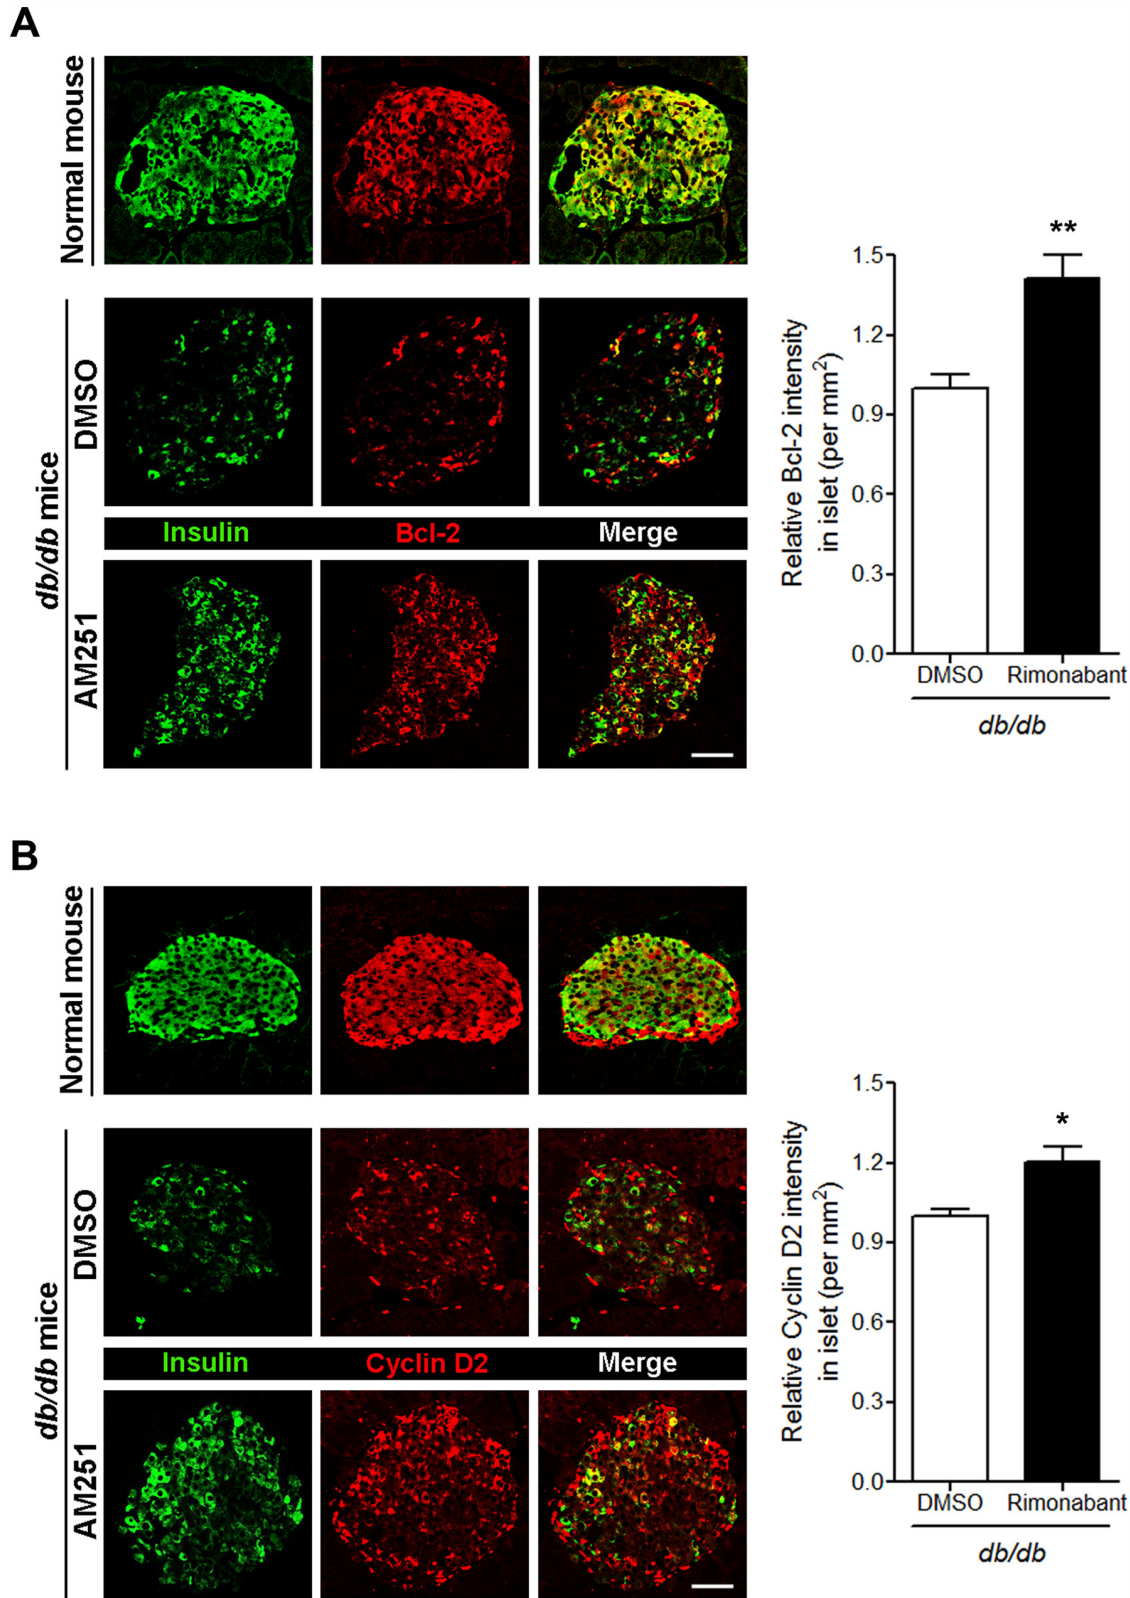 A
Normal mouse
db/db mice
DMSO
Insulin Bcl-2 Merge
AM251
Relative Bcl-2 intensity
in islet (per mm²)
**
1.5
1.2
0.9
0.6
0.3
0.0
DMSO Rimonabant
db/db
B
Normal mouse
db/db mice
DMSO
Insulin Cyclin D2 Merge
AM251
Relative Cyclin D2 intensity
in islet (per mm²)
*
1.5
1.2
0.9
0.6
0.3
0.0
DMSO Rimonabant
db/db